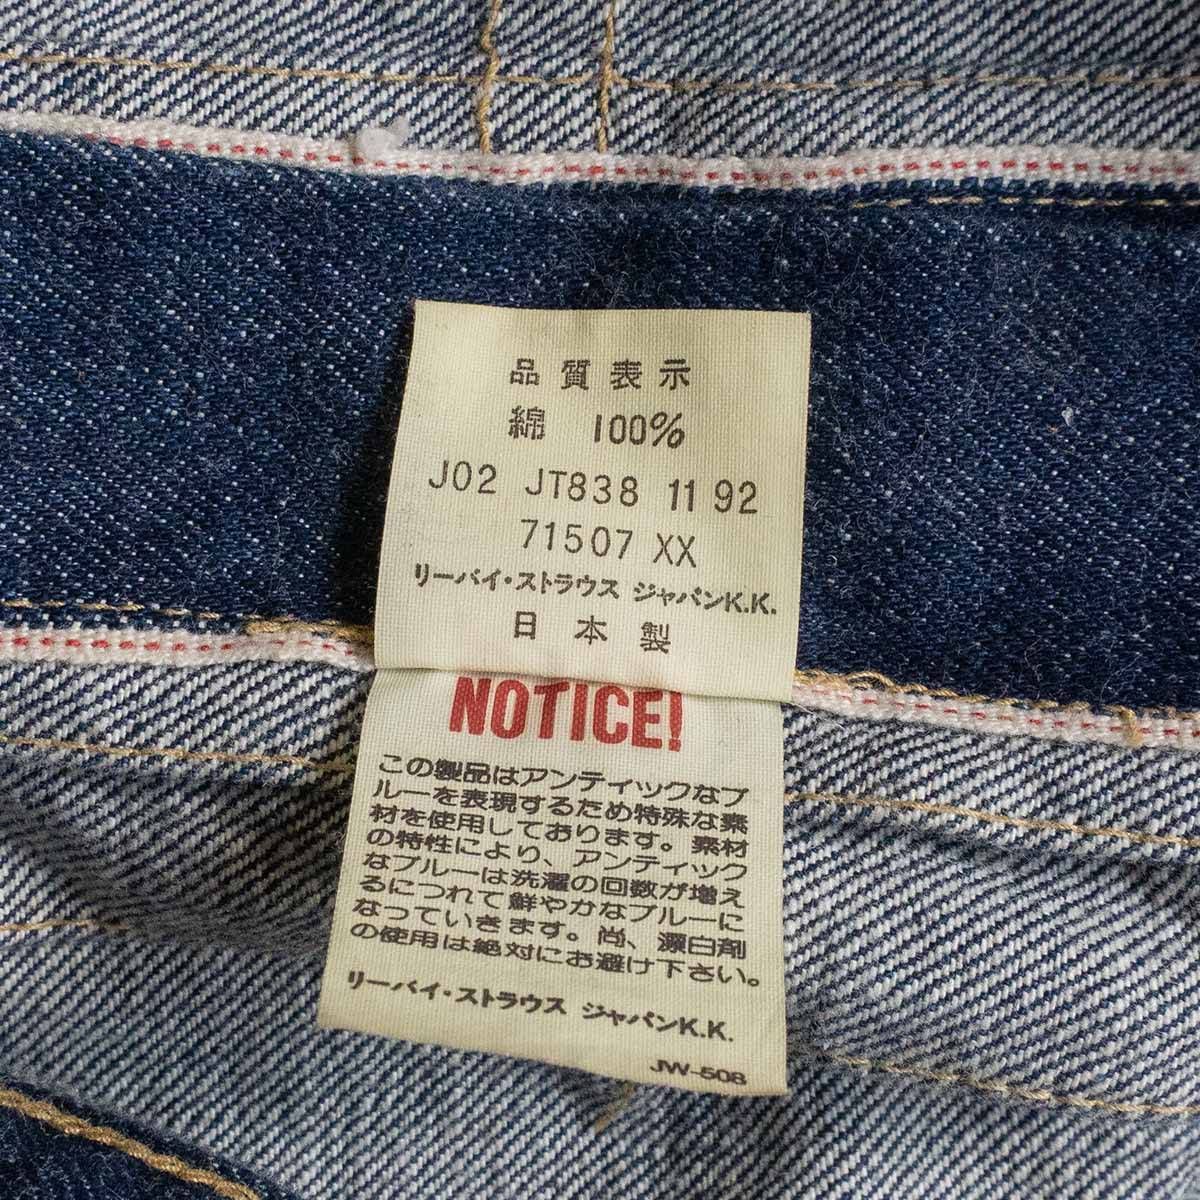 品質表示
綿 100%
J02 JT838 11 92
71507 XX
リーバイ・ストラウス ジャパンK.K.
日本製
NOTICE!
この製品はアンティックなブ
ルーを表現するため特殊な素
材を使用しております。素材
の特性により、アンティック
なブルーは洗濯の回数が増え
るにつれて鮮やかなブルーに
なっていきます。尚、漂白剤
の使用は絶対にお避け下さい。
リーバイ・ストラウス ジャパンK.K.
JW-508